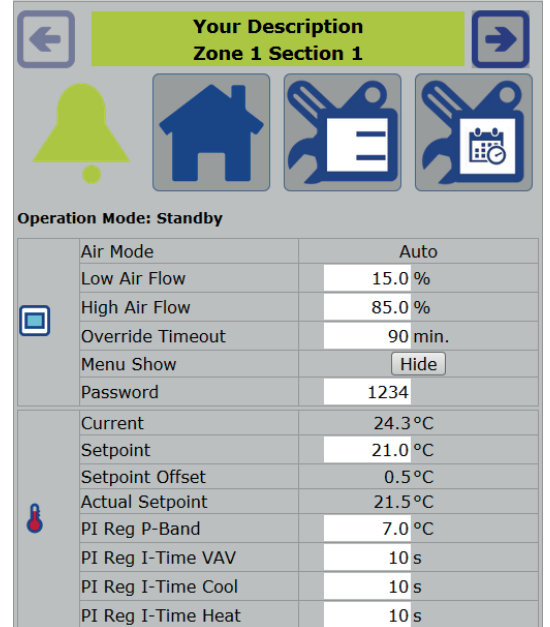 Your Description
Zone 1 Section 1
Operation Mode: Standby
Air Mode Auto
Low Air Flow 15.0 %
High Air Flow 85.0 %
Override Timeout 90 min.
Menu Show Hide
Password 1234
Current 24.3 °C
Setpoint 21.0 °C
Setpoint Offset 0.5 °C
Actual Setpoint 21.5 °C
PI Reg P-Band 7.0 °C
PI Reg I-Time VAV 10 s
PI Reg I-Time Cool 10 s
PI Reg I-Time Heat 10 s